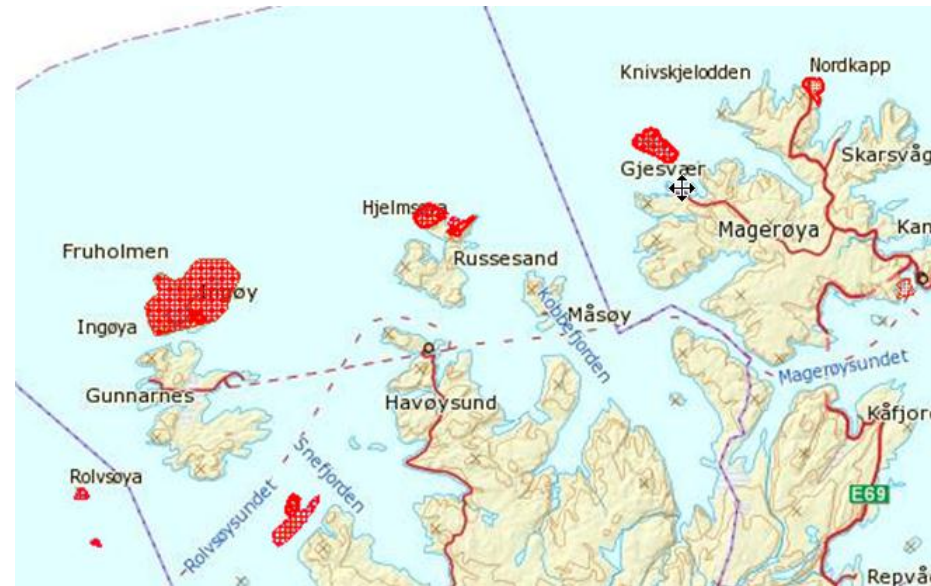 Nordkapp
Knivskjelodden
Skarsvåg
Gjesvær
Hjelmsøya
Magerøya
Kam
Fruholmen
Russesand
Ingøy
Kobbefjorden
Måsøy
Ingøya
Magerøysundet
Gunnarnes
Havøysund
Kåfjord
Snefjorden
Rolvsøya
Rolvsøysundet
E69
Repvåg